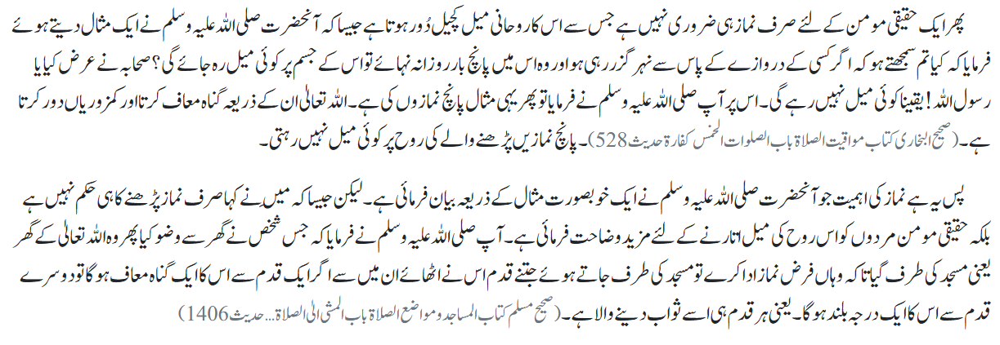 پھر ایک حقیقی مومن کے لئے صرف نماز ہی ضروری نہیں ہے جس سے اس کا روحانی میل کچیل دُور ہوتا ہے جیسا کہ آنحضرت صلی اللہ علیہ وسلم نے ایک مثال دیتے ہوئے
فرمایا کہ کیا تم سمجھتے ہو کہ اگر کسی کے دروازے کے پاس سے نہر گزر رہی ہو اور وہ اس میں پانچ بار روزانہ نہائے تو اس کے جسم پر کوئی میل رہ جائے گی؟ صحابہ نے عرض کیا یا
رسول اللہ! یقینا کوئی میل نہیں رہے گی۔ اس پر آپ صلی اللہ علیہ وسلم نے فرمایا تو پھر یہی مثال پانچ نمازوں کی ہے۔ اللہ تعالیٰ ان کے ذریعہ گناہ معاف کرتا اور کمزوریاں دور کرتا
ہے۔ (صحیح البخاری کتاب مواقیت الصلاۃ باب الصلوات الخمس کفارۃ حدیث 528)۔ پانچ نمازیں پڑھنے والے کی روح پر کوئی میل نہیں رہتی۔
پس یہ ہے نماز کی اہمیت جو آنحضرت صلی اللہ علیہ وسلم نے ایک خوبصورت مثال کے ذریعہ بیان فرمائی ہے۔ لیکن جیسا کہ میں نے کہا صرف نماز پڑھنے کا ہی حکم نہیں ہے
بلکہ حقیقی مومن مردوں کو اس روح کی میل اتارنے کے لئے مزید وضاحت فرمائی ہے۔ آپ صلی اللہ علیہ وسلم نے فرمایا کہ جس شخص نے گھر سے وضو کیا پھر وہ اللہ تعالیٰ کے گھر
یعنی مسجد کی طرف گیا تا کہ وہاں فرض نماز ادا کرے تو مسجد کی طرف جاتے ہوئے جتنے قدم اس نے اٹھائے ان میں سے اگر ایک قدم سے اس کا ایک گناہ معاف ہو گا تو دوسرے
قدم سے اس کا ایک درجہ بلند ہو گا۔ یعنی ہر قدم ہی اسے ثواب دینے والا ہے۔ (صحیح مسلم کتاب المساجد و مواضع الصلاۃ باب المشی الیٰ الصلاۃ … حدیث 1406)